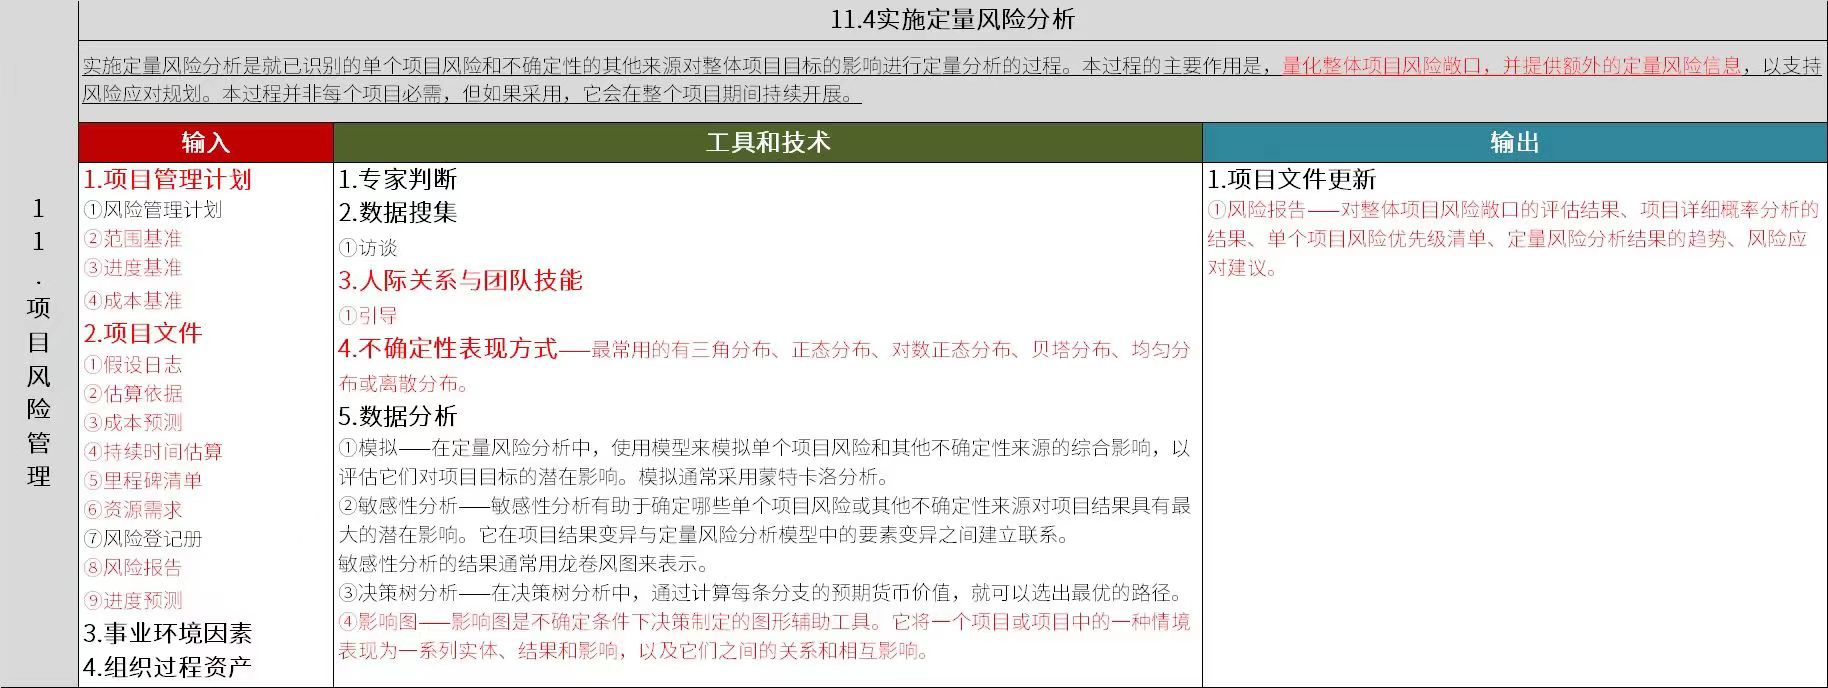 11.4实施定量风险分析
实施定量风险分析是就已识别的单个项目风险和不确定性的其他来源对整体项目目标的影响进行定量分析的过程。本过程的主要作用是，量化整体项目风险敞口，并提供额外的定量风险信息，以支持
风险应对规划。本过程并非每个项目必需，但如果采用，它会在整个项目期间持续开展。
11.项目风险管理
输入
1.项目管理计划
①风险管理计划
②范围基准
③进度基准
④成本基准
2.项目文件
①假设日志
②估算依据
③成本预测
④持续时间估算
⑤里程碑清单
⑥资源需求
⑦风险登记册
⑧风险报告
⑨进度预测
3.事业环境因素
4.组织过程资产
工具和技术
1.专家判断
2.数据搜集
①访谈
3.人际关系与团队技能
①引导
4.不确定性表现方式——最常用的有三角分布、正态分布、对数正态分布、贝塔分布、均匀分
布或离散分布。
5.数据分析
①模拟——在定量风险分析中，使用模型来模拟单个项目风险和其他不确定性来源的综合影响，以
评估它们对项目目标的潜在影响。模拟通常采用蒙特卡洛分析。
②敏感性分析——敏感性分析有助于确定哪些单个项目风险或其他不确定性来源对项目结果具有最
大的潜在影响。它在项目结果变异与定量风险分析模型中的要素变异之间建立联系。
敏感性分析的结果通常用龙卷风图来表示。
③决策树分析——在决策树分析中，通过计算每条分支的预期货币价值，就可以选出最优的路径。
④影响图——影响图是不确定条件下决策制定的图形辅助工具。它将一个项目或项目中的一种情境
表现为一系列实体、结果和影响，以及它们之间的关系和相互影响。
输出
1.项目文件更新
①风险报告——对整体项目风险敞口的评估结果、项目详细概率分析的
结果、单个项目风险优先级清单、定量风险分析结果的趋势、风险应
对建议。